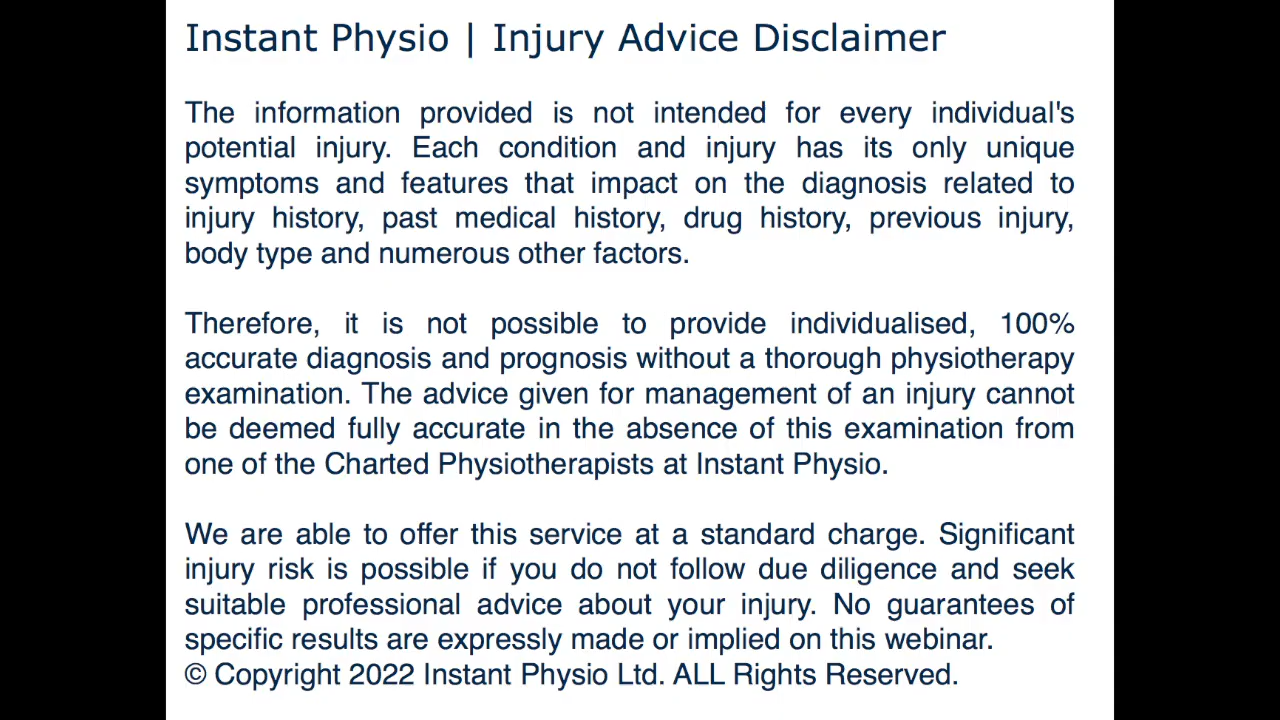 Instant Physio | Injury Advice Disclaimer
The information provided is not intended for every individual's
potential injury. Each condition and injury has its only unique
symptoms and features that impact on the diagnosis related to
injury history, past medical history, drug history, previous injury,
body type and numerous other factors.
Therefore, it is not possible to provide individualised, 100%
accurate diagnosis and prognosis without a thorough physiotherapy
examination. The advice given for management of an injury cannot
be deemed fully accurate in the absence of this examination from
one of the Charted Physiotherapists at Instant Physio.
We are able to offer this service at a standard charge. Significant
injury risk is possible if you do not follow due diligence and seek
suitable professional advice about your injury. No guarantees of
specific results are expressly made or implied on this webinar.
© Copyright 2022 Instant Physio Ltd. ALL Rights Reserved.